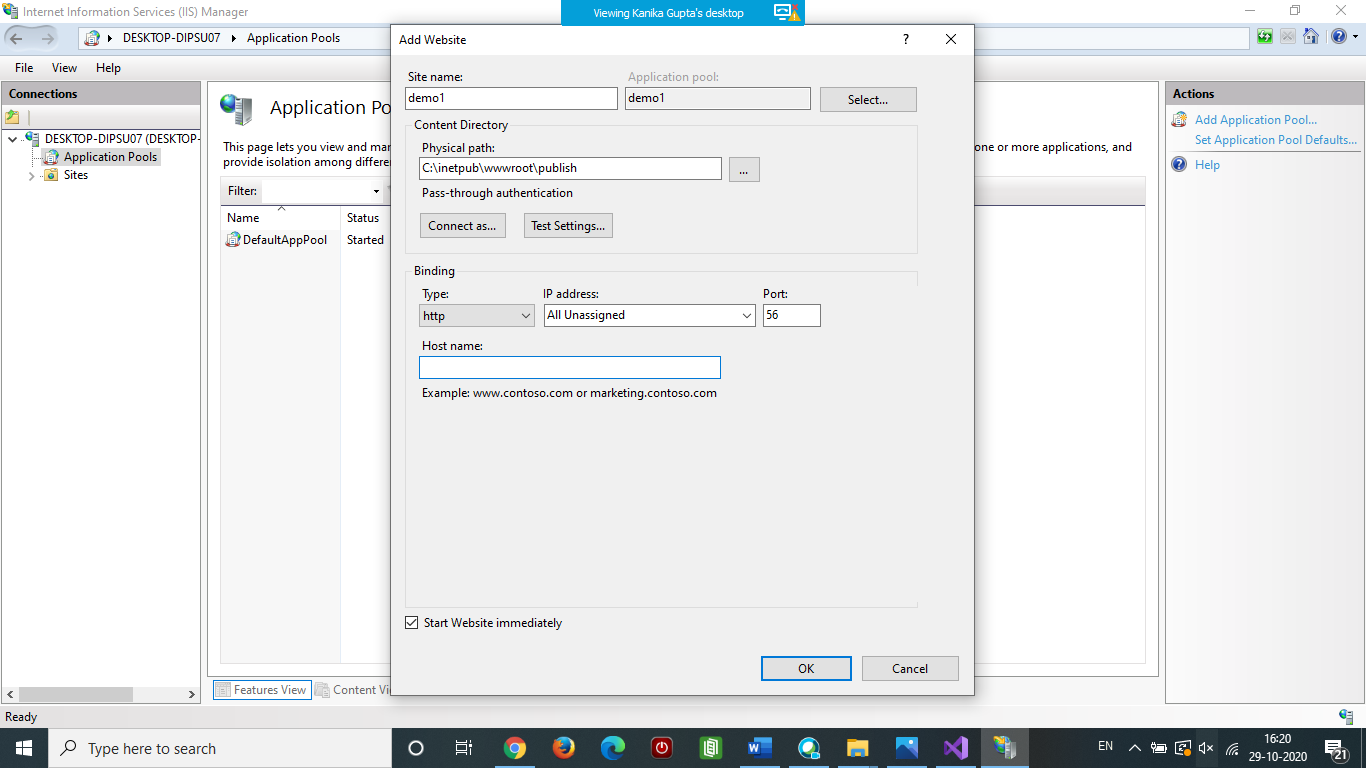 Internet Information Services (IIS) Manager
Viewing Kanika Gupta's desktop
DESKTOP-DIPSU07
Application Pools
File View Help
Connections
DESKTOP-DIPSU07 (DESKTOP-
Application Pools
Sites
Application Po
This page lets you view and mar
one or more applications, and
provide isolation among differe
Filter:
Name Status
DefaultAppPool Started
Features View
Content Vi
Add Website
?
Site name:
Application pool:
demo1
demo1
Select...
Content Directory
Physical path:
C:\inetpub\wwwroot\publish
...
Pass-through authentication
Connect as...
Test Settings...
Binding
Type:
IP address:
Port:
http
All Unassigned
56
Host name:
Example: www.contoso.com or marketing.contoso.com
Start Website immediately
OK
Cancel
Actions
Add Application Pool...
Set Application Pool Defaults...
Help
Ready
Type here to search
EN
16:20
29-10-2020
21